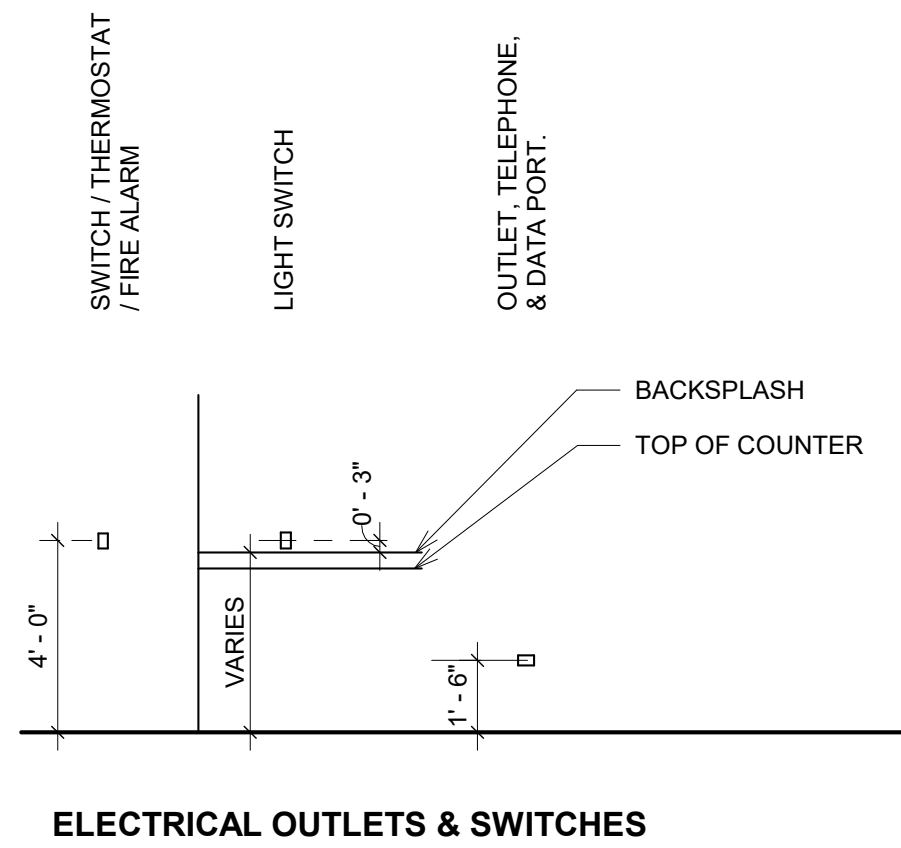 SWITCH / THERMOSTAT
/ FIRE ALARM
LIGHT SWITCH
OUTLET, TELEPHONE,
& DATA PORT.
BACKSPLASH
TOP OF COUNTER
0' - 3"
4' - 0"
VARIES
1' - 6"
ELECTRICAL OUTLETS & SWITCHES